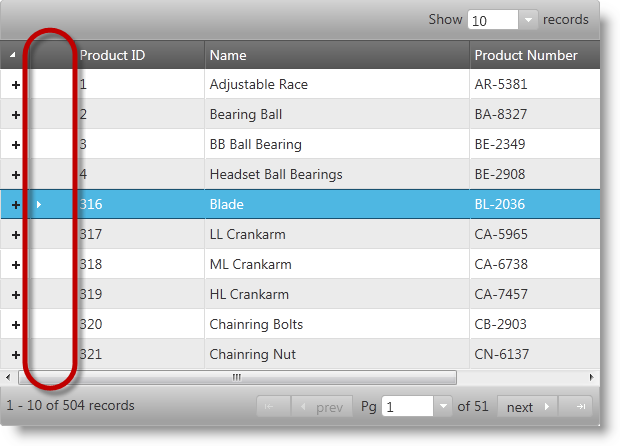 Show 10 records
Product ID Name Product Number
1 Adjustable Race AR-5381
2 Bearing Ball BA-8327
3 BB Ball Bearing BE-2349
4 Headset Ball Bearings BE-2908
316 Blade BL-2036
317 LL Crankarm CA-5965
318 ML Crankarm CA-6738
319 HL Crankarm CA-7457
320 Chainring Bolts CB-2903
321 Chainring Nut CN-6137
1 - 10 of 504 records prev Pg 1 of 51 next